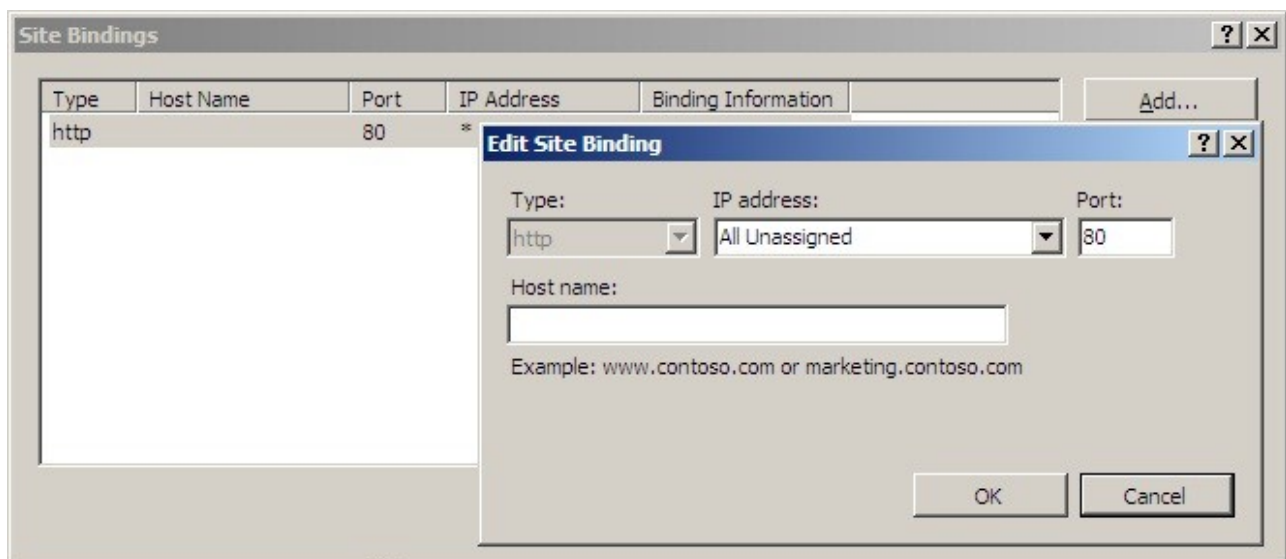 Site Bindings
Type Host Name Port IP Address Binding Information
Add...
http 80 *
Edit Site Binding
Type: IP address: Port:
http All Unassigned 80
Host name:
Example: www.contoso.com or marketing.contoso.com
OK Cancel